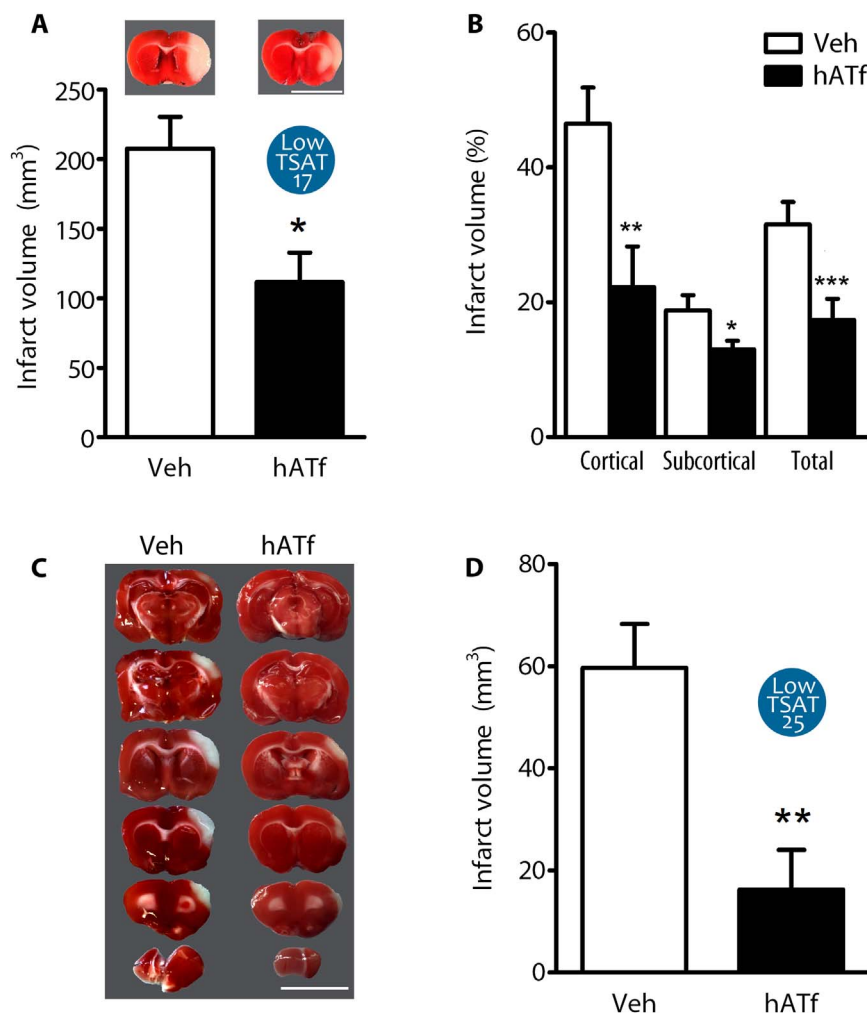 A
Infarct volume (mm³)
250
200
150
100
50
0
Low
TSAT
17
*
Veh
hATf
B
Veh
hATf
Infarct volume (%)
60
40
20
0
**
*
***
Cortical
Subcortical
Total
C
Veh
hATf
D
Infarct volume (mm³)
80
60
40
20
0
Low
TSAT
25
**
Veh
hATf